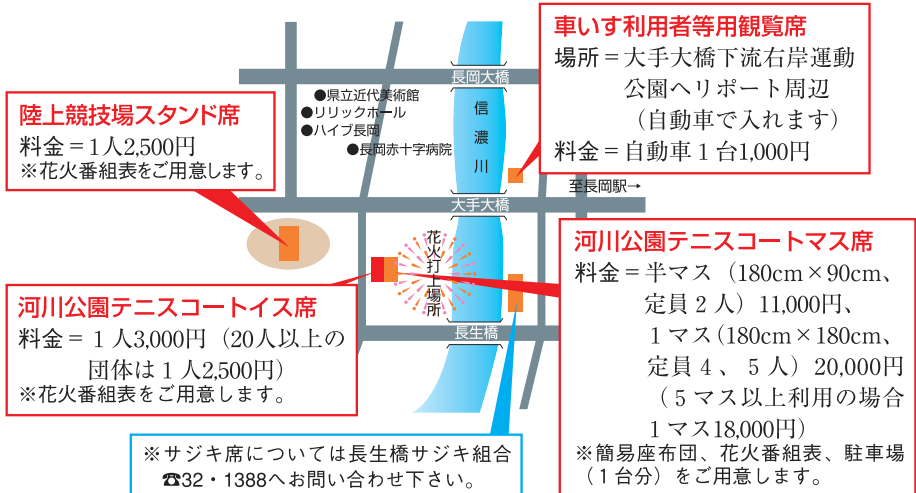 車いす利用者等用観覧席
場所＝大手大橋下流右岸運動
公園ヘリポート周辺
（自動車で入れます）
料金＝自動車１台1,000円
陸上競技場スタンド席
料金＝1人2,500円
※花火番組表をご用意します。
長岡大橋
●県立近代美術館
●リリックホール
●ハイブ長岡
●長岡赤十字病院
信濃川
至長岡駅→
大手大橋
花火打上場所
長生橋
河川公園テニスコートイス席
料金＝１人3,000円（20人以上の
団体は１人2,500円）
※花火番組表をご用意します。
河川公園テニスコートマス席
料金＝半マス（180cm×90cm、
定員２人）11,000円、
１マス（180cm×180cm、
定員４、５人）20,000円
（５マス以上利用の場合
１マス18,000円）
※簡易座布団、花火番組表、駐車場
（１台分）をご用意します。
※サジキ席については長生橋サジキ組合
☎32・1388へお問い合わせ下さい。